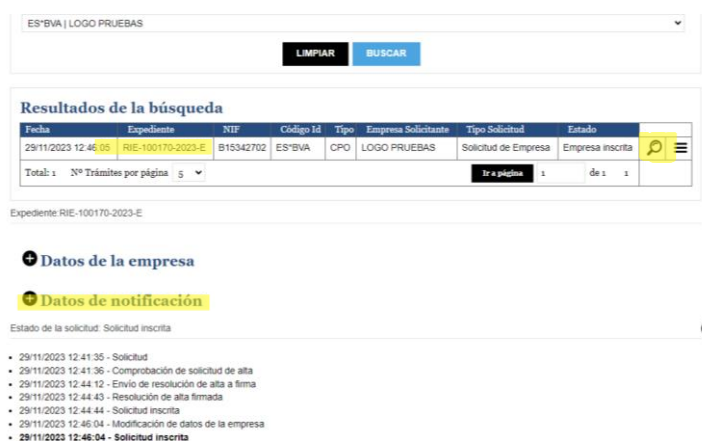 ES*BVA | LOGO PRUEBAS
LIMPIAR BUSCAR
Resultados de la búsqueda
Fecha Expediente NIF Código Id Tipo Empresa Solicitante Tipo Solicitud Estado
29/11/2023 12:46:05 RIE-100170-2023-E B15342702 ES*BVA CPO LOGO PRUEBAS Solicitud de Empresa Empresa inscrita
Total: 1 Nº Trámites por página 5 Ir a página 1 de 1 1
Expediente:RIE-100170-2023-E
Datos de la empresa
Datos de notificación
Estado de la solicitud: Solicitud inscrita
29/11/2023 12:41:35 - Solicitud
29/11/2023 12:41:36 - Comprobación de solicitud de alta
29/11/2023 12:44:12 - Envío de resolución de alta a firma
29/11/2023 12:44:43 - Resolución de alta firmada
29/11/2023 12:44:44 - Solicitud inscrita
29/11/2023 12:46:04 - Modificación de datos de la empresa
29/11/2023 12:46:04 - Solicitud inscrita